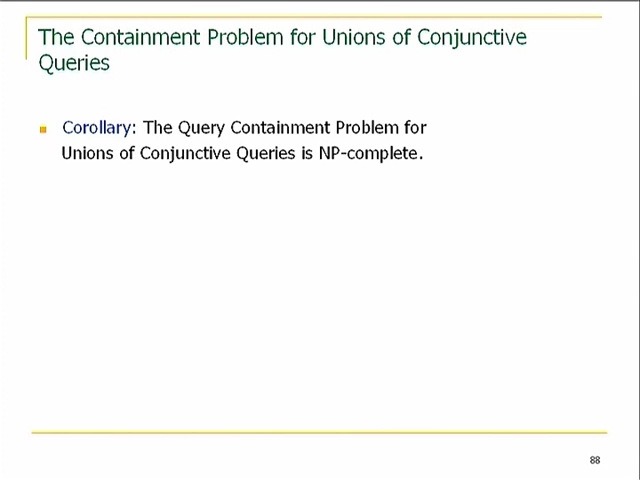 The Containment Problem for Unions of Conjunctive
Queries
Corollary: The Query Containment Problem for
Unions of Conjunctive Queries is NP-complete.
88